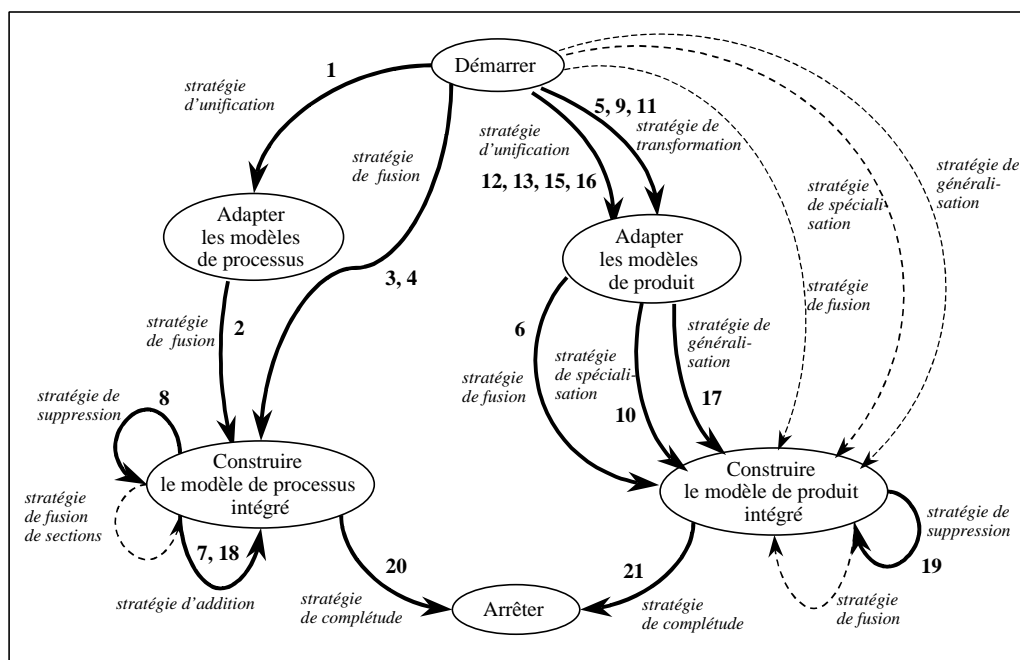 Démarrer
1
stratégie
d'unification
stratégie
de fusion
3, 4
5, 9, 11
stratégie de
transformation
stratégie
d'unification
12, 13, 15, 16
stratégie de
générali-
sation
stratégie
de spéciali-
sation
stratégie
de fusion
Adapter
les modèles
de processus
Adapter
les modèles
de produit
2
stratégie
de fusion
6
stratégie
de fusion
stratégie
de spéciali-
sation
10
stratégie de
générali-
sation
17
8
stratégie de
suppression
Construire
le modèle de processus
intégré
stratégie
de fusion
de sections
7, 18
stratégie d'addition
Construire
le modèle de produit
intégré
stratégie de
suppression
19
stratégie
de fusion
20
stratégie
de complétude
21
stratégie
de complétude
Arrêter